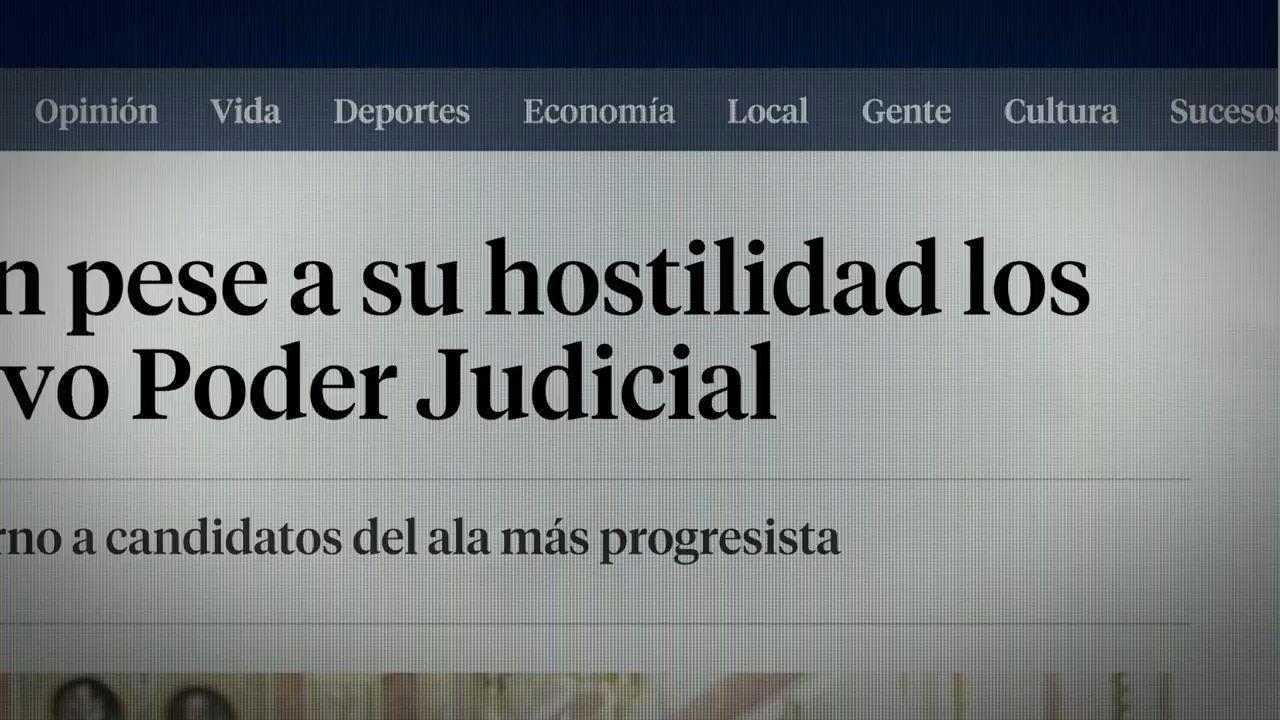 Opinión Vida Deportes Economía Local Gente Cultura Sucesos
n pese a su hostilidad los
vo Poder Judicial
rno a candidatos del ala más progresista